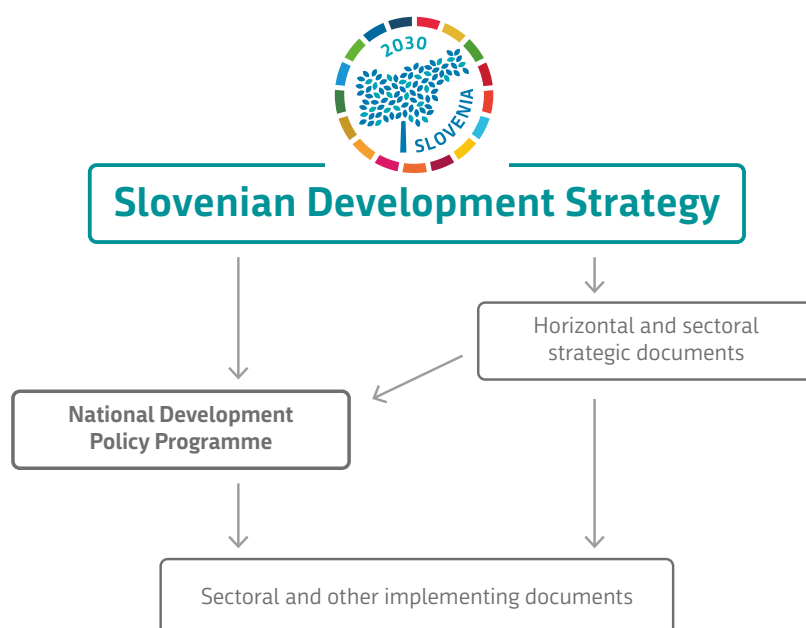 2030
SLOVENIA
Slovenian Development Strategy
Horizontal and sectoral
strategic documents
National Development
Policy Programme
Sectoral and other implementing documents